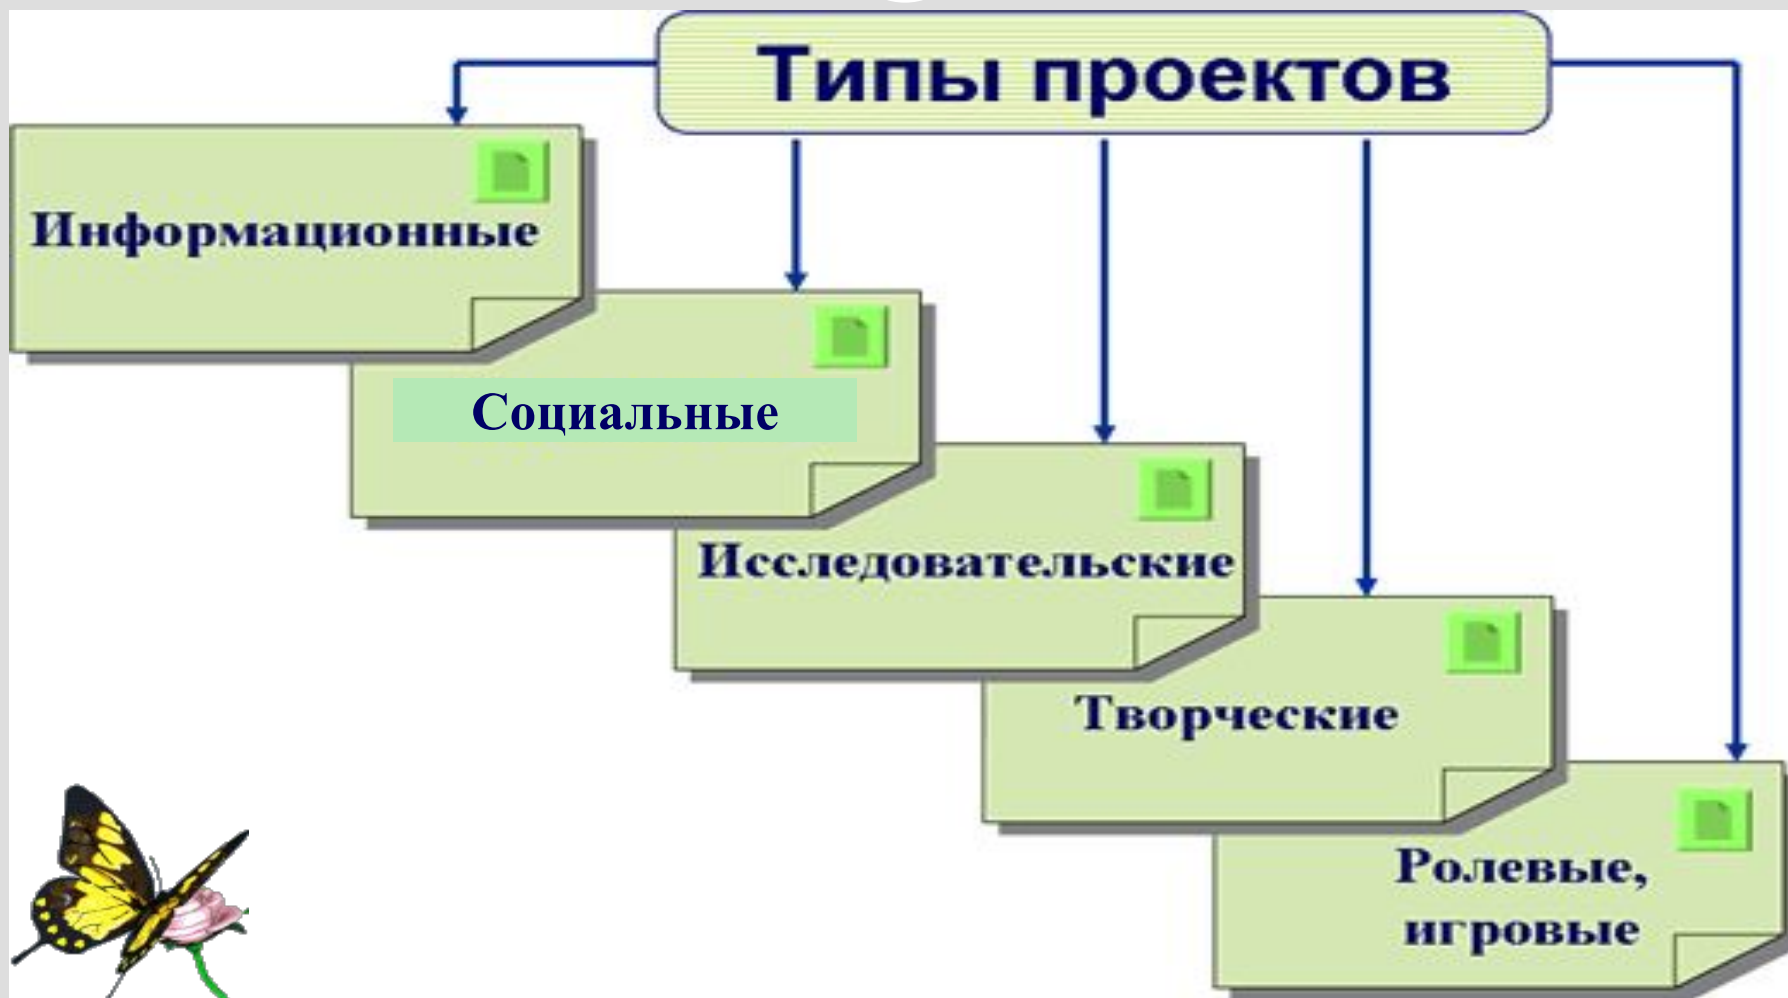 Типы проектов
Информационные
Социальные
Исследовательские
Творческие
Ролевые,
игровые